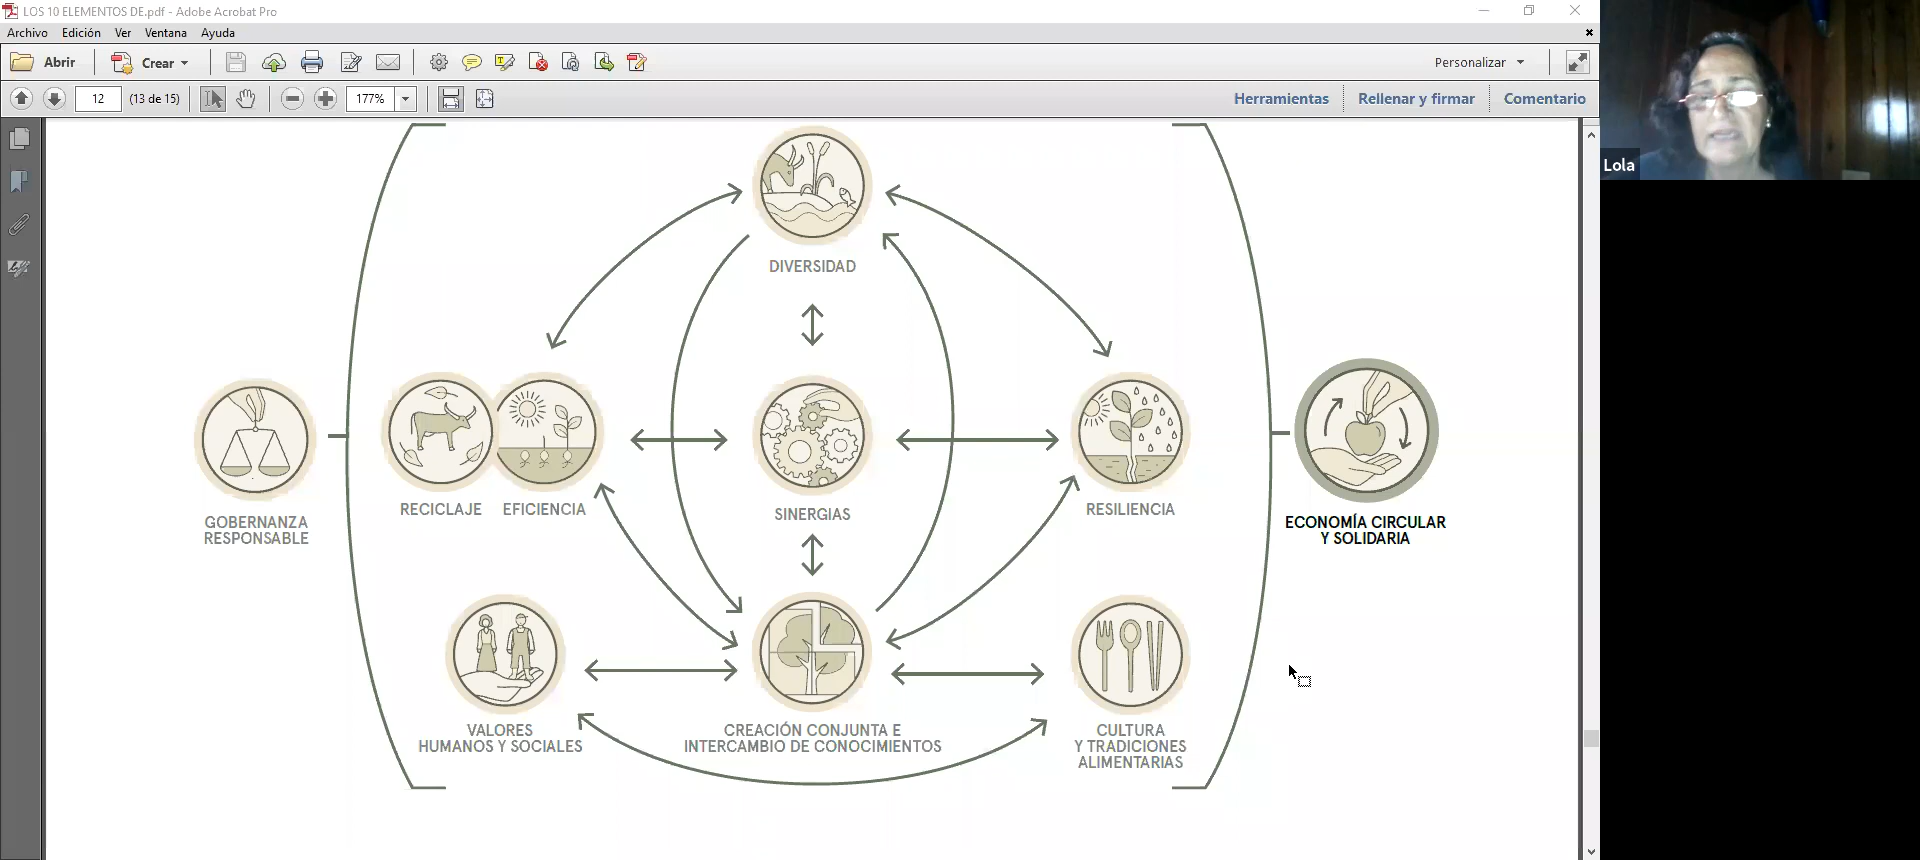 LOS 10 ELEMENTOS DE.pdf - Adobe Acrobat Pro
Archivo Edición Ver Ventana Ayuda
Abrir Crear Personalizar
12 (13 de 15) 177% Herramientas Rellenar y firmar Comentario
Lola
DIVERSIDAD
RECICLAJE
EFICIENCIA
SINERGIAS
RESILIENCIA
GOBERNANZA
RESPONSABLE
ECONOMÍA CIRCULAR
Y SOLIDARIA
VALORES
HUMANOS Y SOCIALES
CREACIÓN CONJUNTA E
INTERCAMBIO DE CONOCIMIENTOS
CULTURA
Y TRADICIONES
ALIMENTARIAS